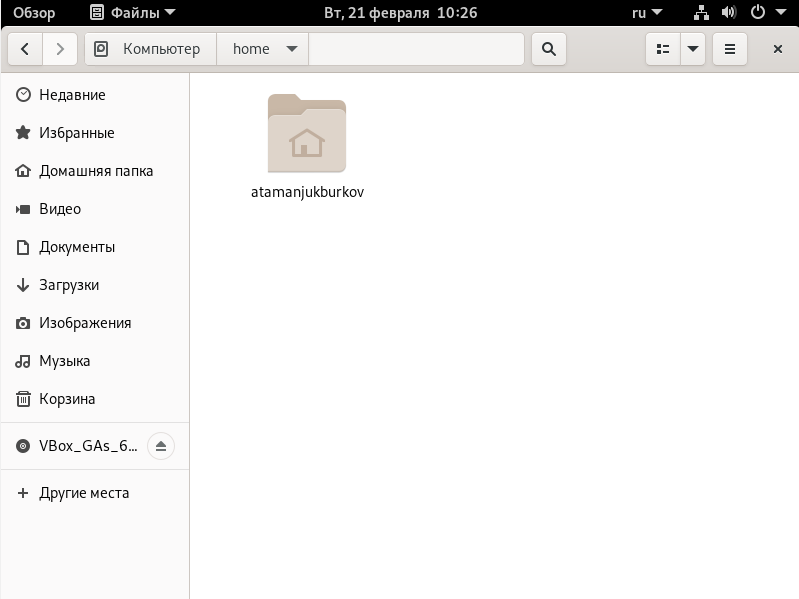 Обзор Файлы Вт, 21 февраля 10:26 ru
Компьютер home
Недавние
Избранные
Домашняя папка
Видео
Документы
Загрузки
Изображения
Музыка
Корзина
VBox_GAs_6...
Другие места
atamanjukburkov